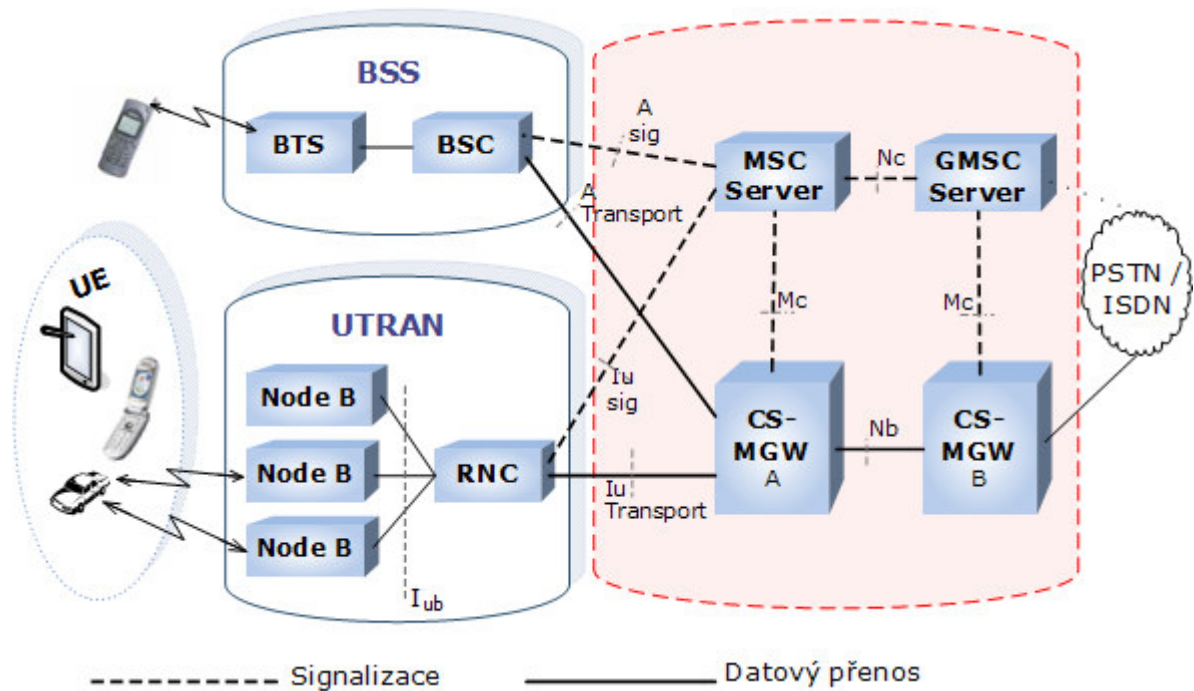 BSS
BTS
BSC
A
sig
A
Transport
MSC
Server
Nc
GMSC
Server
Mc
Mc
PSTN /
ISDN
UE
UTRAN
Node B
Node B
Node B
RNC
Iub
Iu
sig
Iu
Transport
CS-
MGW
A
Nb
CS-
MGW
B
Signalizace
Datový přenos